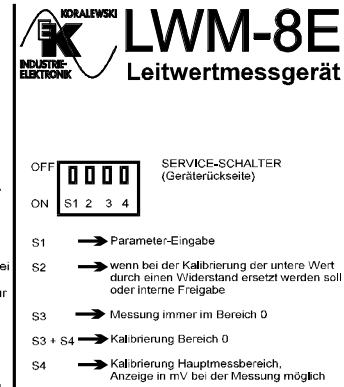 KORALEWSKI
EK
INDUSTRIE-
ELEKTRONIK
LWM-8E
Leitwertmessgerät
OFF
ON
S1 2 3 4
SERVICE-SCHALTER
(Geräterückseite)
S1 Parameter-Eingabe
S2 wenn bei der Kalibrierung der untere Wert
durch einen Widerstand ersetzt werden soll
oder interne Freigabe
S3 Messung immer im Bereich 0
S3 + S4 Kalibrierung Bereich 0
S4 Kalibrierung Hauptmessbereich,
Anzeige in mV bei der Messung möglich